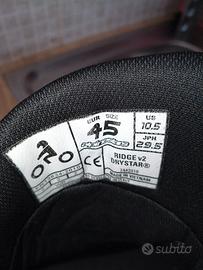 EUR SIZE
45
US
10.5
JPN
29.5
CE
RIDGE v2
DRYSTAR®
subito